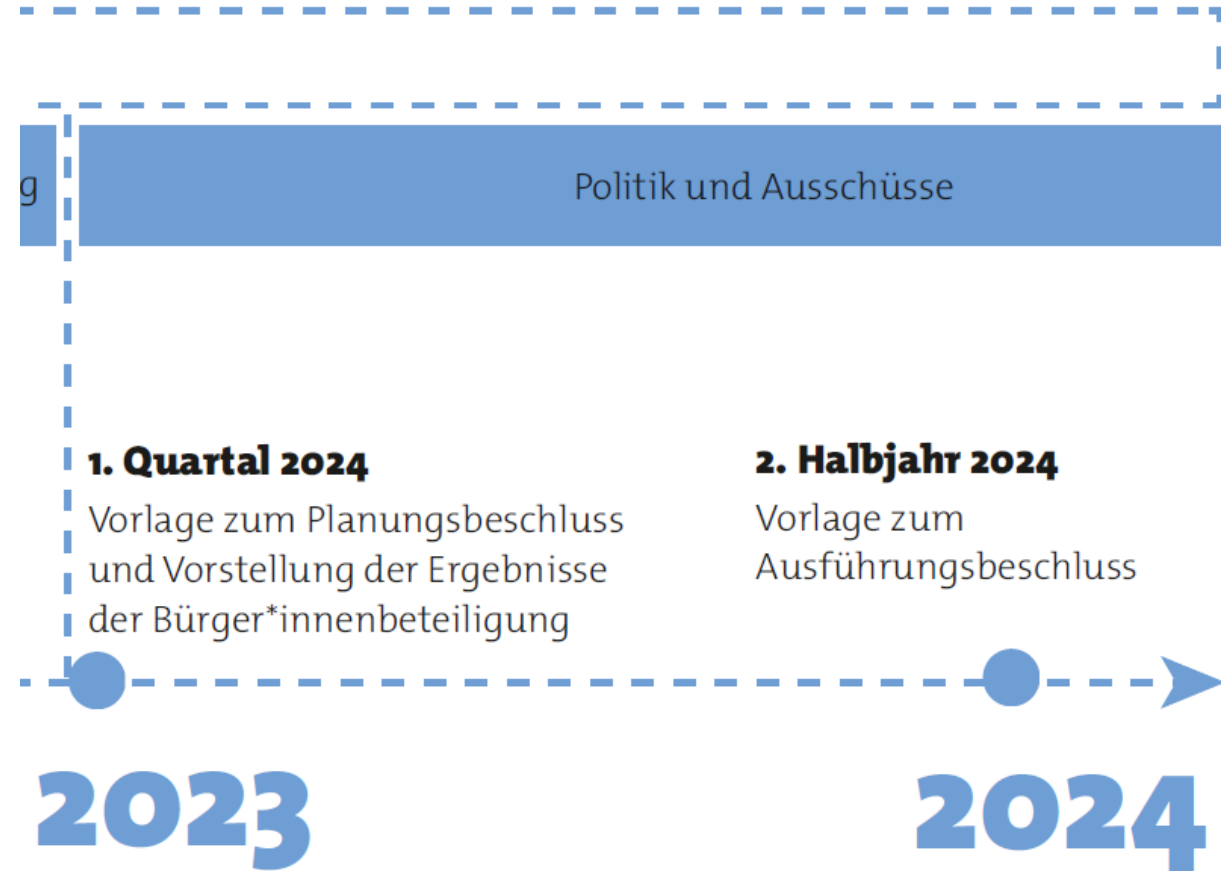 g
Politik und Ausschüsse
1. Quartal 2024
Vorlage zum Planungsbeschluss
und Vorstellung der Ergebnisse
der Bürger*innenbeteiligung
2. Halbjahr 2024
Vorlage zum
Ausführungsbeschluss
2023
2024